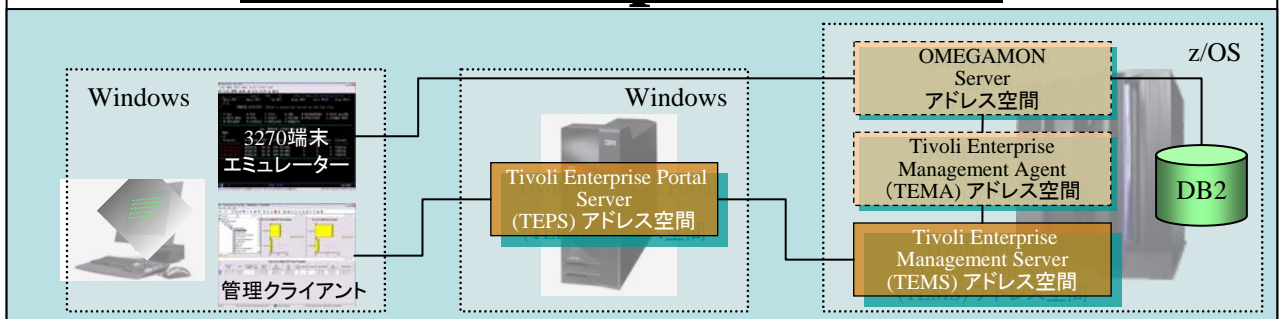 Windows
3270端末
エミュレーター
管理クライアント
Windows
Tivoli Enterprise Portal
Server
(TEPS) アドレス空間
z/OS
OMEGAMON
Server
アドレス空間
Tivoli Enterprise
Management Agent
(TEMA) アドレス空間
Tivoli Enterprise
Management Server
(TEMS) アドレス空間
DB2